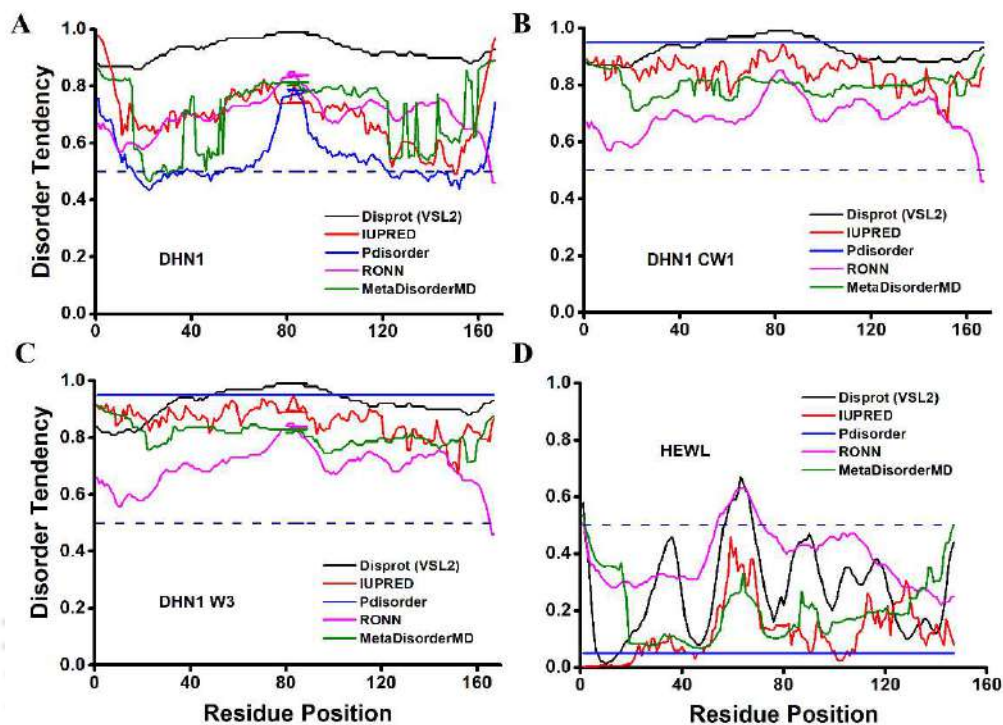 A
Disorder Tendency
1.0
0.8
0.6
0.4
0.2
0.0
0
40
80
120
160
Disprot (VSL2)
IUPRED
Pdisorder
RONN
MetaDisorderMD
DHN1
B
1.0
0.8
0.6
0.4
0.2
0.0
0
40
80
120
160
Disprot (VSL2)
IUPRED
Pdisorder
RONN
MetaDisorderMD
DHN1 CW1
C
Disorder Tendency
1.0
0.8
0.6
0.4
0.2
0.0
0
40
80
120
160
Residue Position
Disprot (VSL2)
IUPRED
Pdisorder
RONN
MetaDisorderMD
DHN1 W3
D
1.0
0.8
0.6
0.4
0.2
0.0
0
40
80
120
160
Residue Position
Disprot (VSL2)
IUPRED
Pdisorder
RONN
MetaDisorderMD
HEWL